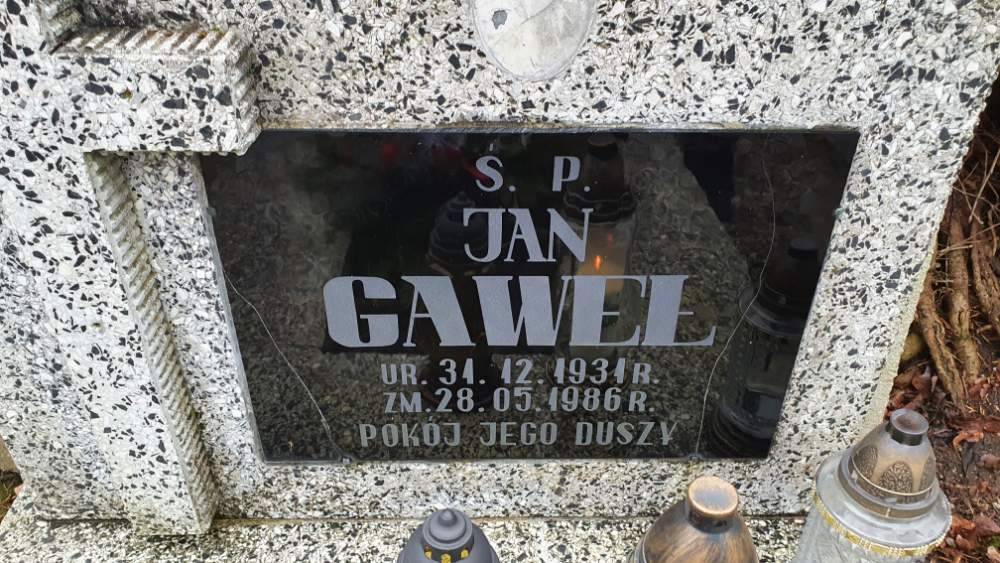 Ś. P.
JAN
GAWEŁ
UR. 31. 12. 1931 R.
ZM. 28. 05. 1986 R.
POKÓJ JEGO DUSZY